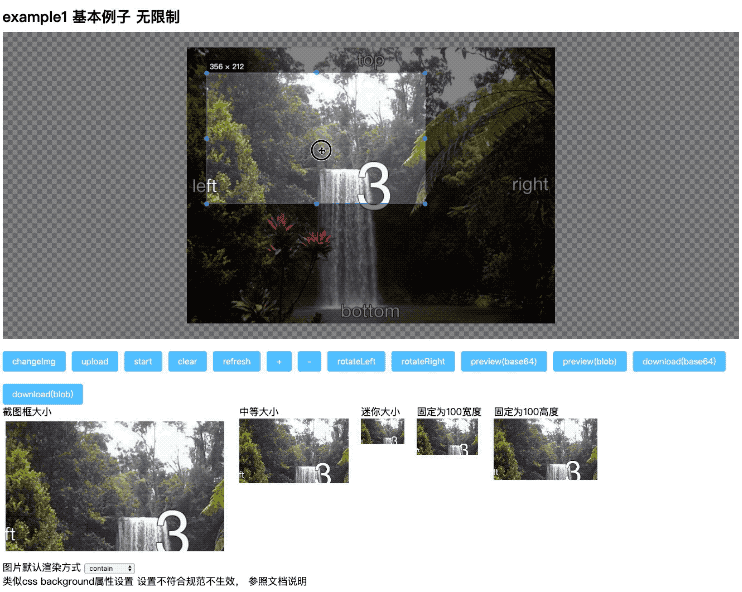 example1 基本例子 无限制
top
356 × 212
3
left
right
bottom
changeImg upload start clear refresh + - rotateLeft rotateRight preview(base64) preview(blob) download(base64)
download(blob)
截图框大小 中等大小 迷你大小 固定为100宽度 固定为100高度
ft 3 ft 3 3 3 3
图片默认渲染方式 contain
类似css background属性设置 设置不符合规范不生效， 参照文档说明